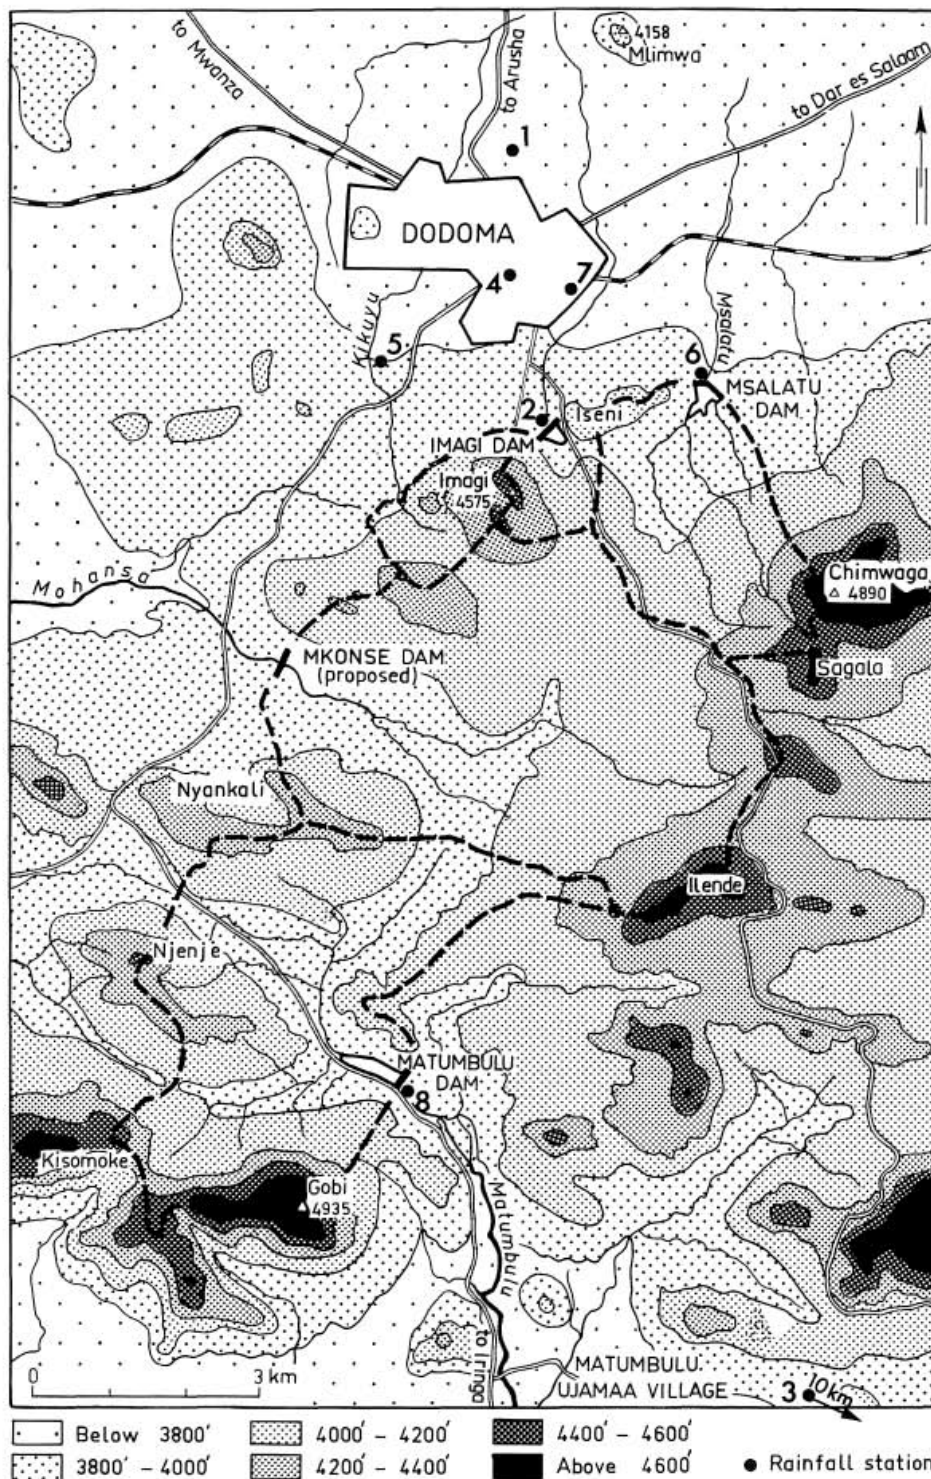 to Mwanza
to Arusha
4158
Mlimwa
to Dar es Salaam
1
DODOMA
4
7
Kikuyu
5
Msalatu
6
MSALATU
DAM
2
Iseni
IMAGI DAM
Imagi
4575
Mohansa
Chimwaga
4890
MKONSE DAM
(proposed)
Sagala
Nyankali
Ilende
Njenje
MATUMBULU
DAM
8
Kisomoke
Gobi
4935
Matumbulu
to Iringa
MATUMBULU
UJAMAA VILLAGE
3
10km
0 3 km
Below 3800'
4000' - 4200'
4400' - 4600'
3800' - 4000'
4200' - 4400'
Above 4600'
Rainfall station